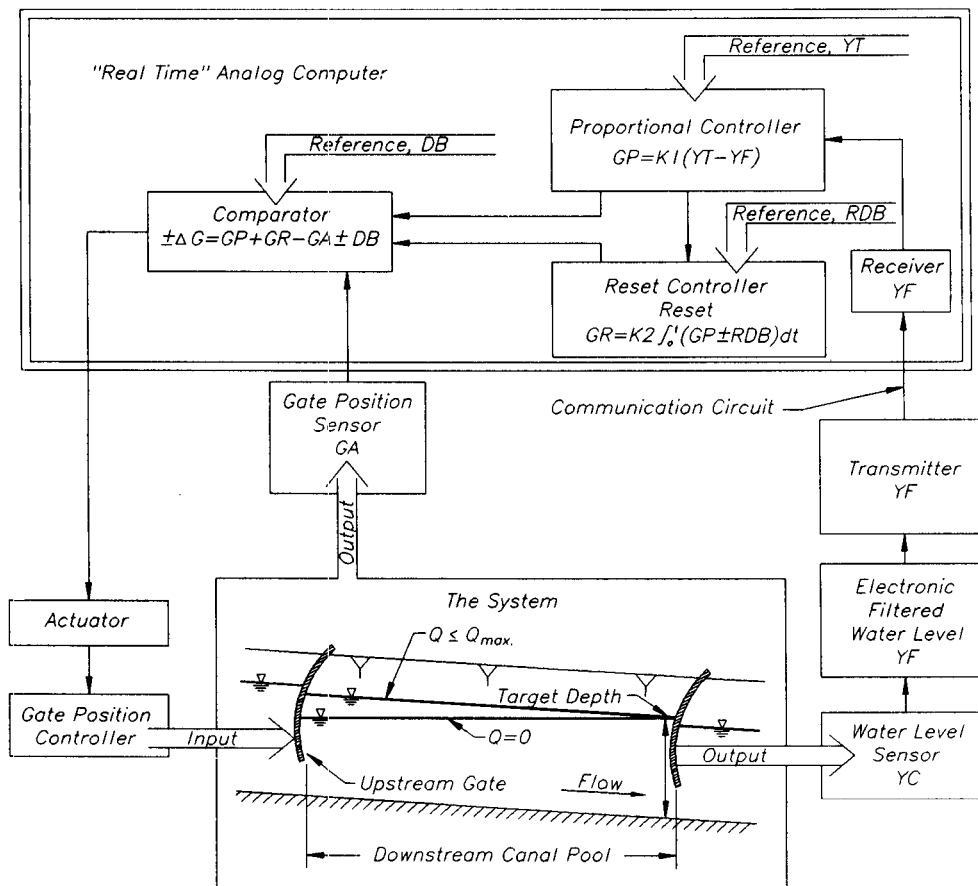 "Real Time" Analog Computer
Reference, YT
Proportional Controller
GP=K1(YT-YF)
Reference, DB
Comparator
±ΔG=GP+GR-GA±DB
Reference, RDB
Reset Controller
Reset
GR=K2∫₀ᵗ(GP±RDB)dt
Receiver
YF
Gate Position
Sensor
GA
Communication Circuit
Transmitter
YF
Output
Electronic
Filtered
Water Level
YF
Actuator
The System
Q ≤ Qmax.
Target Depth
Gate Position
Controller
Input
Q=0
Output
Water Level
Sensor
YC
Upstream Gate
Flow
Downstream Canal Pool